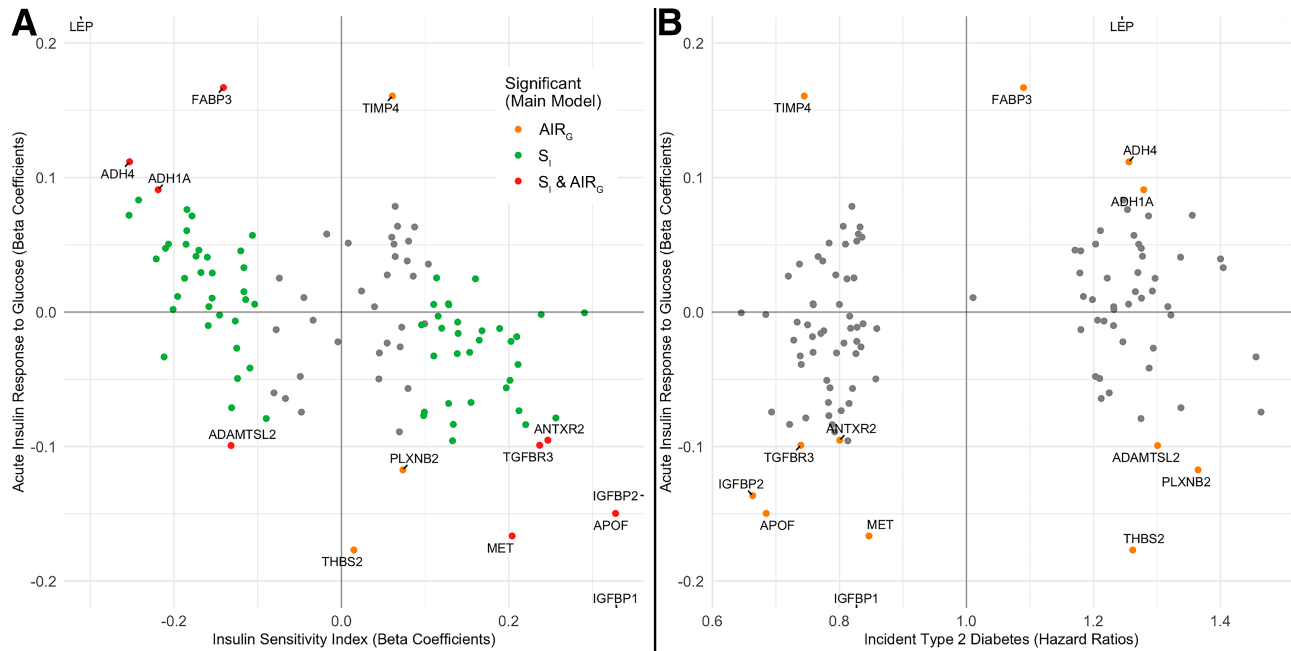 A
LEP
0.2
FABP3
TIMP4
Significant
(Main Model)
AIRG
SI
SI & AIRG
0.1
ADH4
ADH1A
0.0
ADAMTSL2
ANTXR2
-0.1
TGFBR3
PLXNB2
IGFBP2
APOF
MET
THBS2
-0.2
IGFBP1
-0.2
0.0
0.2
Insulin Sensitivity Index (Beta Coefficients)
Acute Insulin Response to Glucose (Beta Coefficients)
B
LEP
0.2
TIMP4
FABP3
ADH4
0.1
ADH1A
0.0
ANTXR2
-0.1
TGFBR3
ADAMTSL2
IGFBP2
PLXNB2
APOF
MET
THBS2
-0.2
IGFBP1
0.6
0.8
1.0
1.2
1.4
Incident Type 2 Diabetes (Hazard Ratios)
Acute Insulin Response to Glucose (Beta Coefficients)